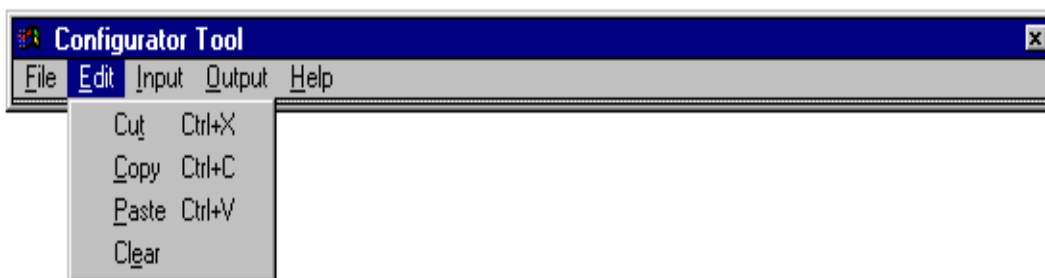 Configurator Tool
File Edit Input Output Help
Cut Ctrl+X
Copy Ctrl+C
Paste Ctrl+V
Clear